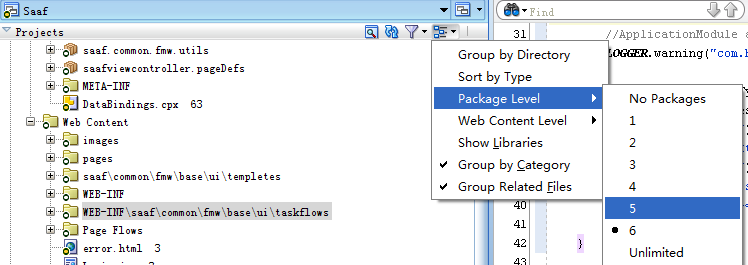 Saaf
Projects
saaf.common.fmw.utils
saafviewcontroller.pageDefs
META-INF
DataBindings.cpx 63
Web Content
images
pages
saaf\common\fmw\base\ui\templetes
WEB-INF
WEB-INF\saaf\common\fmw\base\ui\taskflows
Page Flows
error.html 3
Group by Directory
Sort by Type
Package Level
Web Content Level
Show Libraries
Group by Category
Group Related Files
No Packages
1
2
3
4
5
6
Unlimited
Find
31
//ApplicationModule a
LOGGER.warning("com.h
40
41
42
}
43